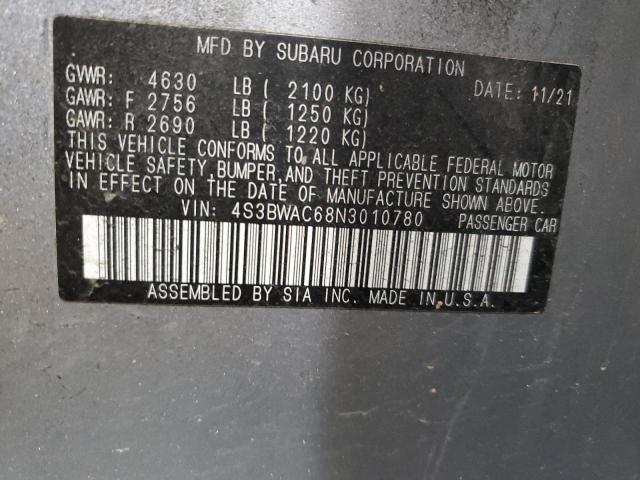 MFD BY SUBARU CORPORATION
GVWR: 4630 LB ( 2100 KG) DATE: 11/21
GAWR: F 2756 LB ( 1250 KG)
GAWR: R 2690 LB ( 1220 KG)
THIS VEHICLE CONFORMS TO ALL APPLICABLE FEDERAL MOTOR
VEHICLE SAFETY, BUMPER, AND THEFT PREVENTION STANDARDS
IN EFFECT ON THE DATE OF MANUFACTURE SHOWN ABOVE.
VIN: 4S3BWAC68N3010780 PASSENGER CAR
ASSEMBLED BY SIA INC. MADE IN U.S.A.